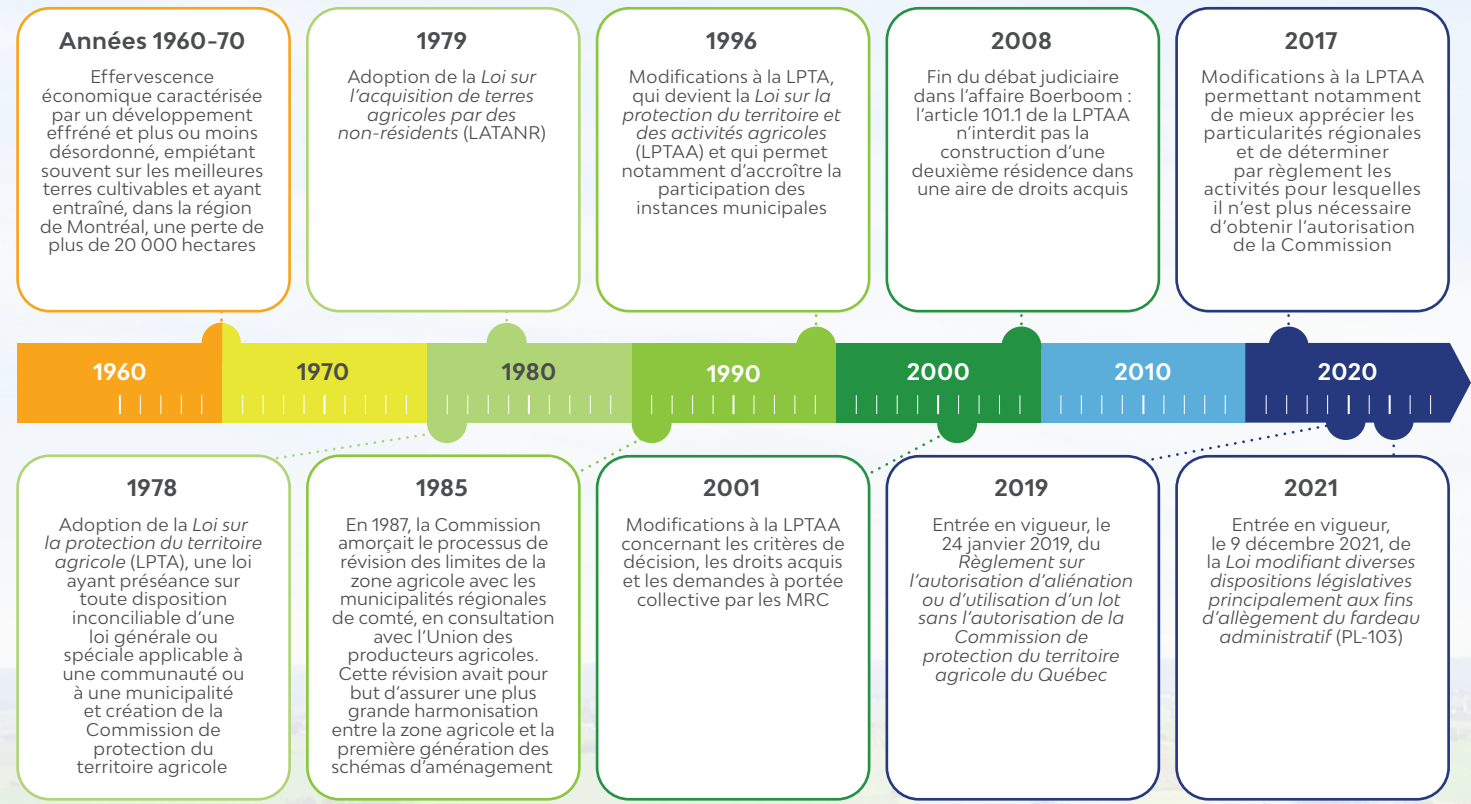 Années 1960-70
Effervescence
économique caractérisée
par un développement
effréné et plus ou moins
désordonné, empiétant
souvent sur les meilleures
terres cultivables et ayant
entraîné, dans la région
de Montréal, une perte de
plus de 20 000 hectares
1979
Adoption de la Loi sur
l'acquisition de terres
agricoles par des
non-résidents (LATANR)
1996
Modifications à la LPTA,
qui devient la Loi sur la
protection du territoire et
des activités agricoles
(LPTAA) et qui permet
notamment d'accroître la
participation des
instances municipales
2008
Fin du débat judiciaire
dans l'affaire Boerboom :
l'article 101.1 de la LPTAA
n'interdit pas la
construction d'une
deuxième résidence dans
une aire de droits acquis
2017
Modifications à la LPTAA
permettant notamment
de mieux apprécier les
particularités régionales
et de déterminer
par règlement les
activités pour lesquelles
il n'est plus nécessaire
d'obtenir l'autorisation
de la Commission
1960
1970
1980
1990
2000
2010
2020
1978
Adoption de la Loi sur
la protection du territoire
agricole (LPTA), une loi
ayant préséance sur
toute disposition
inconciliable d'une
loi générale ou
spéciale applicable à
une communauté ou
à une municipalité
et création de la
Commission de
protection du
territoire agricole
1985
En 1987, la Commission
amorçait le processus de
révision des limites de la
zone agricole avec les
municipalités régionales
de comté, en consultation
avec l'Union des
producteurs agricoles.
Cette révision avait pour
but d'assurer une plus
grande harmonisation
entre la zone agricole et la
première génération des
schémas d'aménagement
2001
Modifications à la LPTAA
concernant les critères de
décision, les droits acquis
et les demandes à portée
collective par les MRC
2019
Entrée en vigueur, le
24 janvier 2019, du
Règlement sur
l'autorisation d'aliénation
ou d'utilisation d'un lot
sans l'autorisation de la
Commission de
protection du territoire
agricole du Québec
2021
Entrée en vigueur,
le 9 décembre 2021, de
la Loi modifiant diverses
dispositions législatives
principalement aux fins
d'allègement du fardeau
administratif (PL-103)